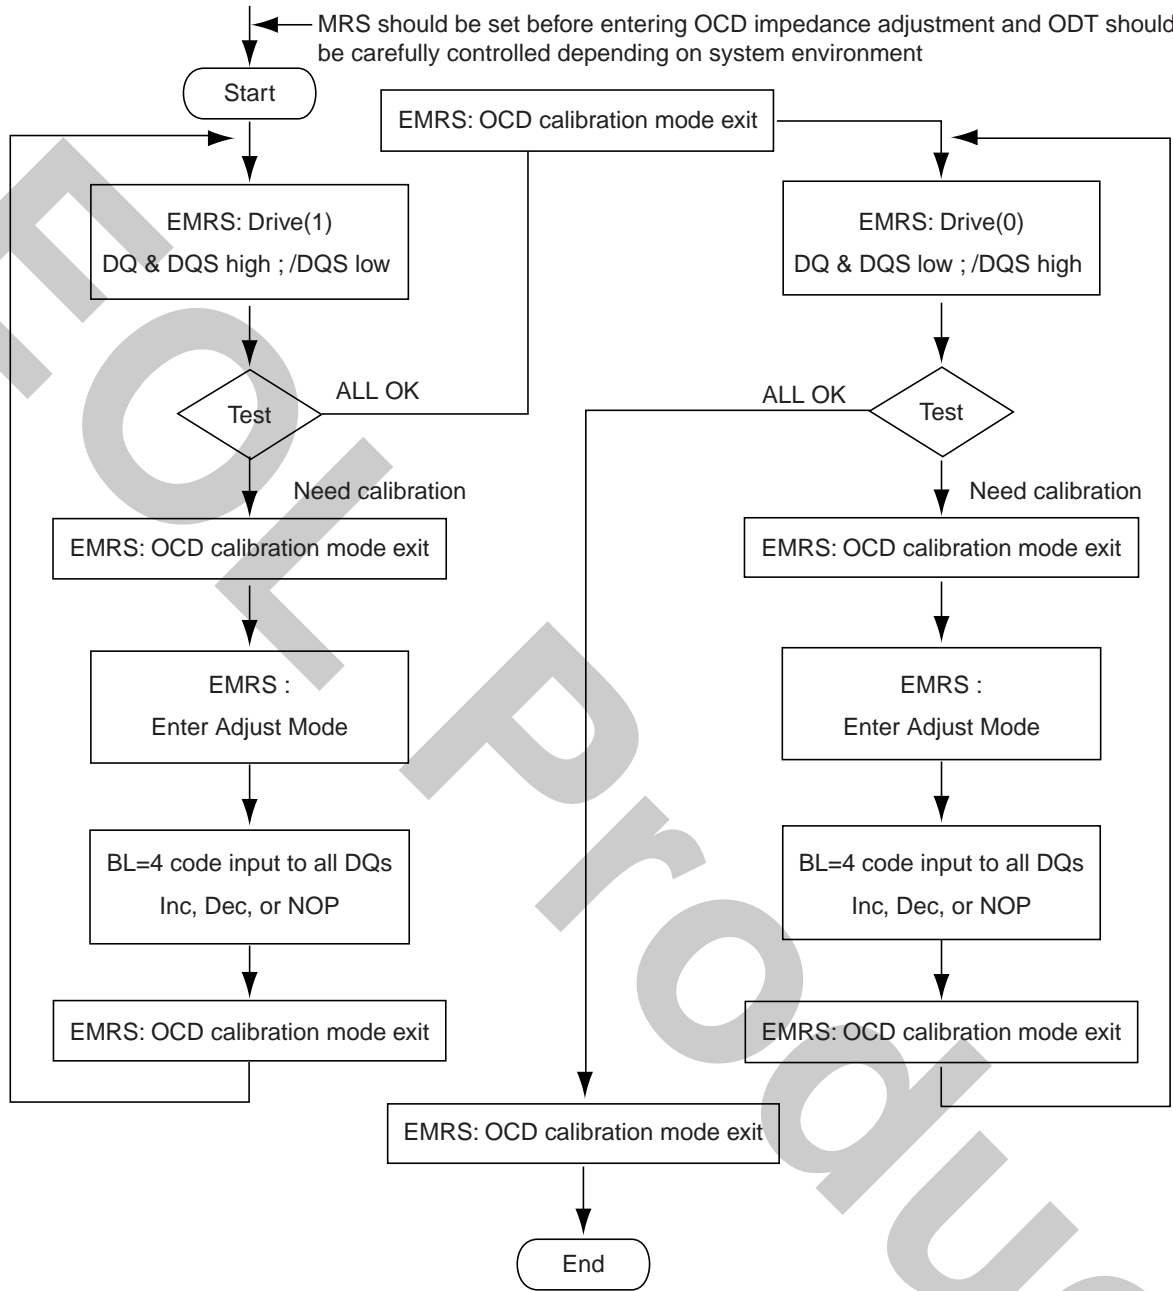 MRS should be set before entering OCD impedance adjustment and ODT should
be carefully controlled depending on system environment
Start
EMRS: OCD calibration mode exit
EMRS: Drive(1)
DQ & DQS high ; /DQS low
EMRS: Drive(0)
DQ & DQS low ; /DQS high
ALL OK
Test
ALL OK
Test
Need calibration
Need calibration
EMRS: OCD calibration mode exit
EMRS: OCD calibration mode exit
EMRS :
Enter Adjust Mode
EMRS :
Enter Adjust Mode
BL=4 code input to all DQs
Inc, Dec, or NOP
BL=4 code input to all DQs
Inc, Dec, or NOP
EMRS: OCD calibration mode exit
EMRS: OCD calibration mode exit
EMRS: OCD calibration mode exit
End
EOL Produc